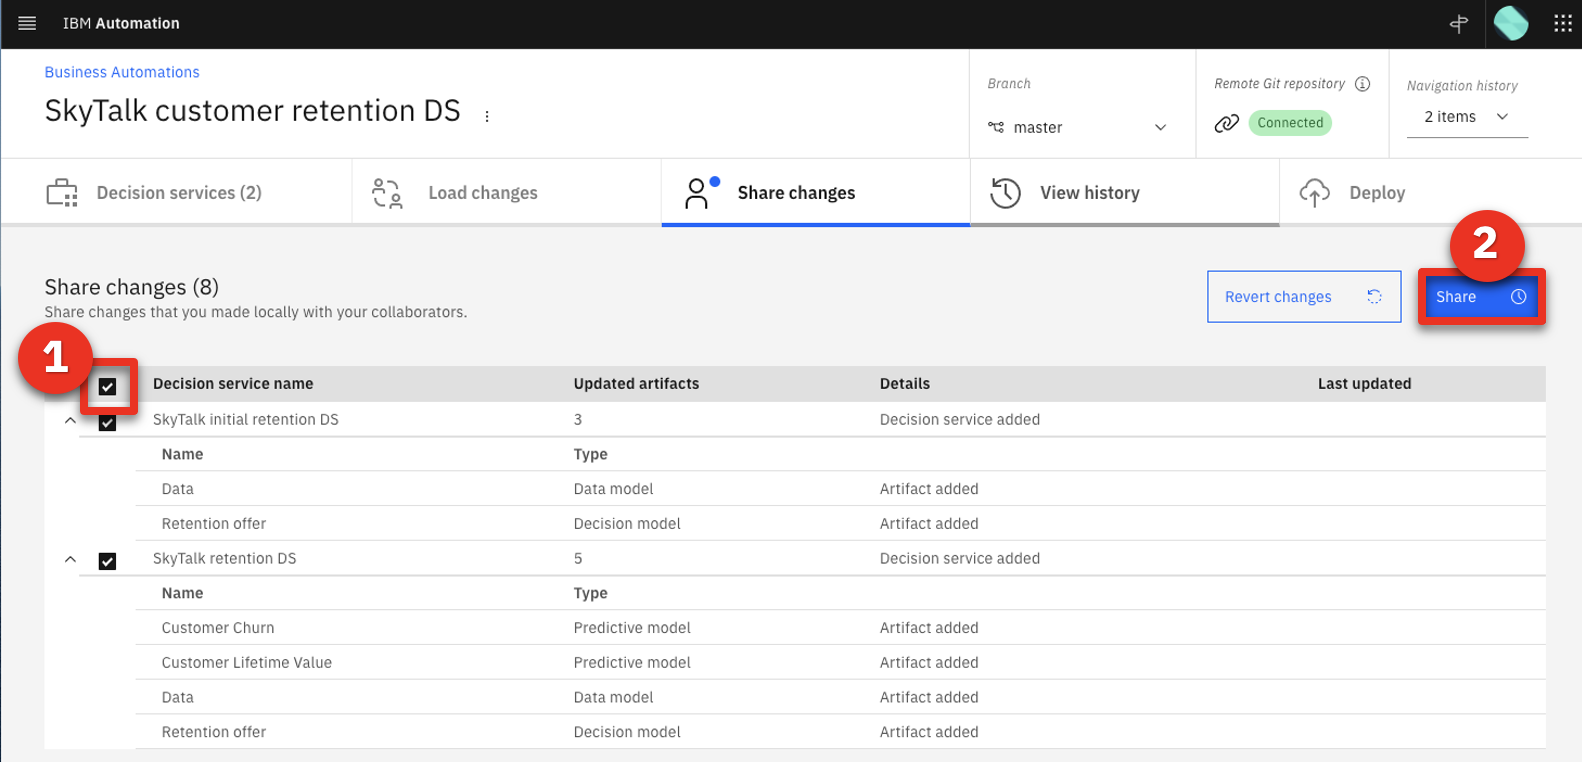 IBM Automation
Business Automations
SkyTalk customer retention DS
Branch
master
Remote Git repository
Connected
Navigation history
2 items
Decision services (2)
Load changes
Share changes
View history
Deploy
2
Share changes (8)
Share changes that you made locally with your collaborators.
Revert changes
Share
1
Decision service name Updated artifacts Details Last updated
SkyTalk initial retention DS 3 Decision service added
Name Type
Data Data model Artifact added
Retention offer Decision model Artifact added
SkyTalk retention DS 5 Decision service added
Name Type
Customer Churn Predictive model Artifact added
Customer Lifetime Value Predictive model Artifact added
Data Data model Artifact added
Retention offer Decision model Artifact added